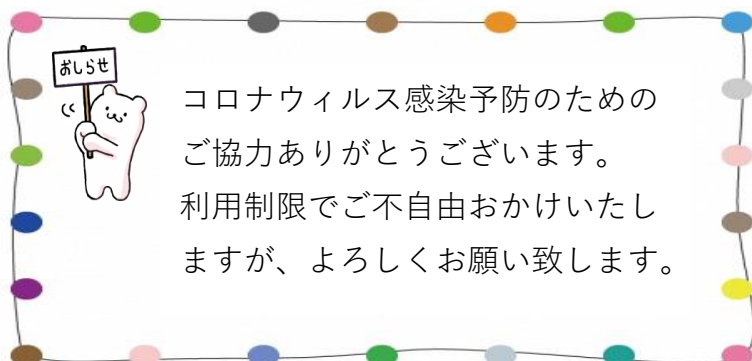 おしらせ
コロナウィルス感染予防のための
ご協力ありがとうございます。
利用制限でご不自由おかけいたし
ますが、よろしくお願い致します。